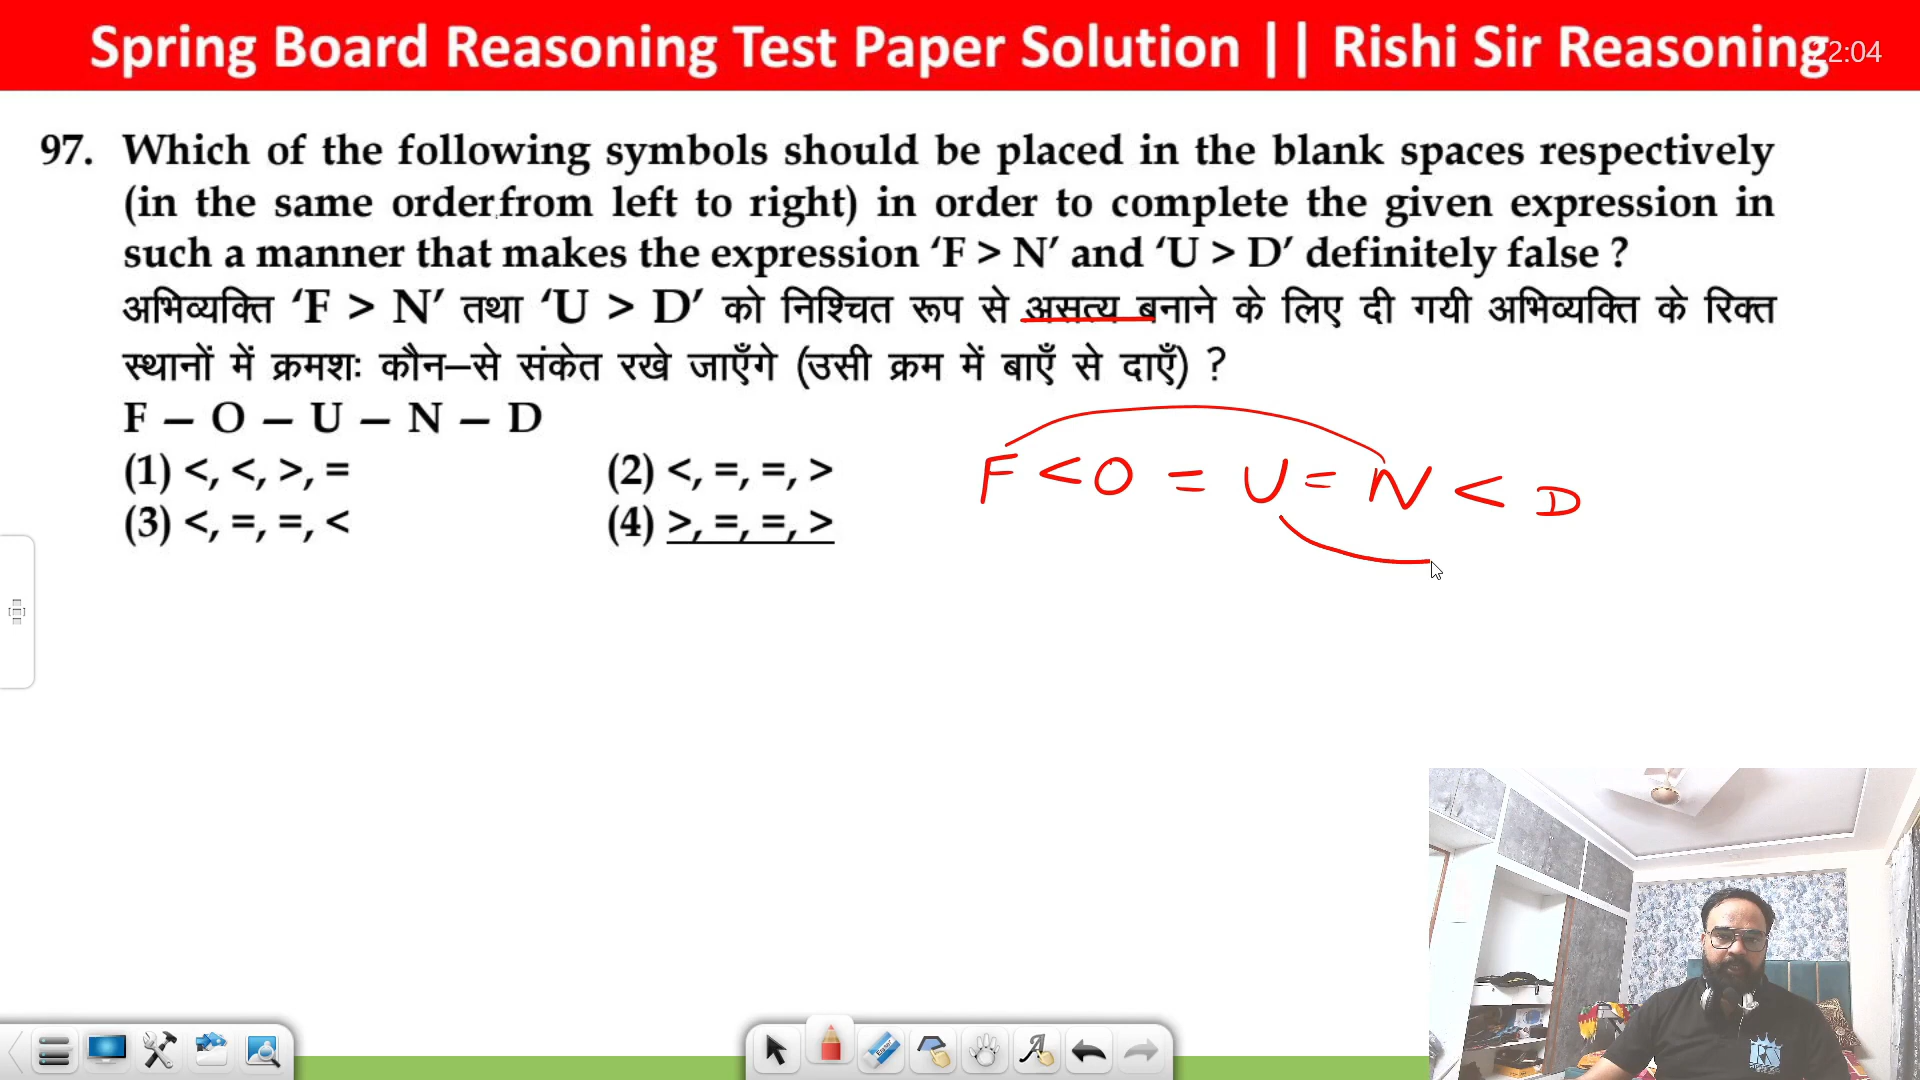 Spring Board Reasoning Test Paper Solution || Rishi Sir Reasoning
2:04
97. Which of the following symbols should be placed in the blank spaces respectively
(in the same order from left to right) in order to complete the given expression in
such a manner that makes the expression ‘F > N’ and ‘U > D’ definitely false ?
अभिव्यक्ति ‘F > N’ तथा ‘U > D’ को निश्चित रूप से असत्य बनाने के लिए दी गयी अभिव्यक्ति के रिक्त
स्थानों में क्रमशः कौन–से संकेत रखे जाएँगे (उसी क्रम में बाएँ से दाएँ) ?
F – O – U – N – D
(1) <, <, >, = (2) <, =, =, >
(3) <, =, =, < (4) >, =, =, >
F < O = U = N < D